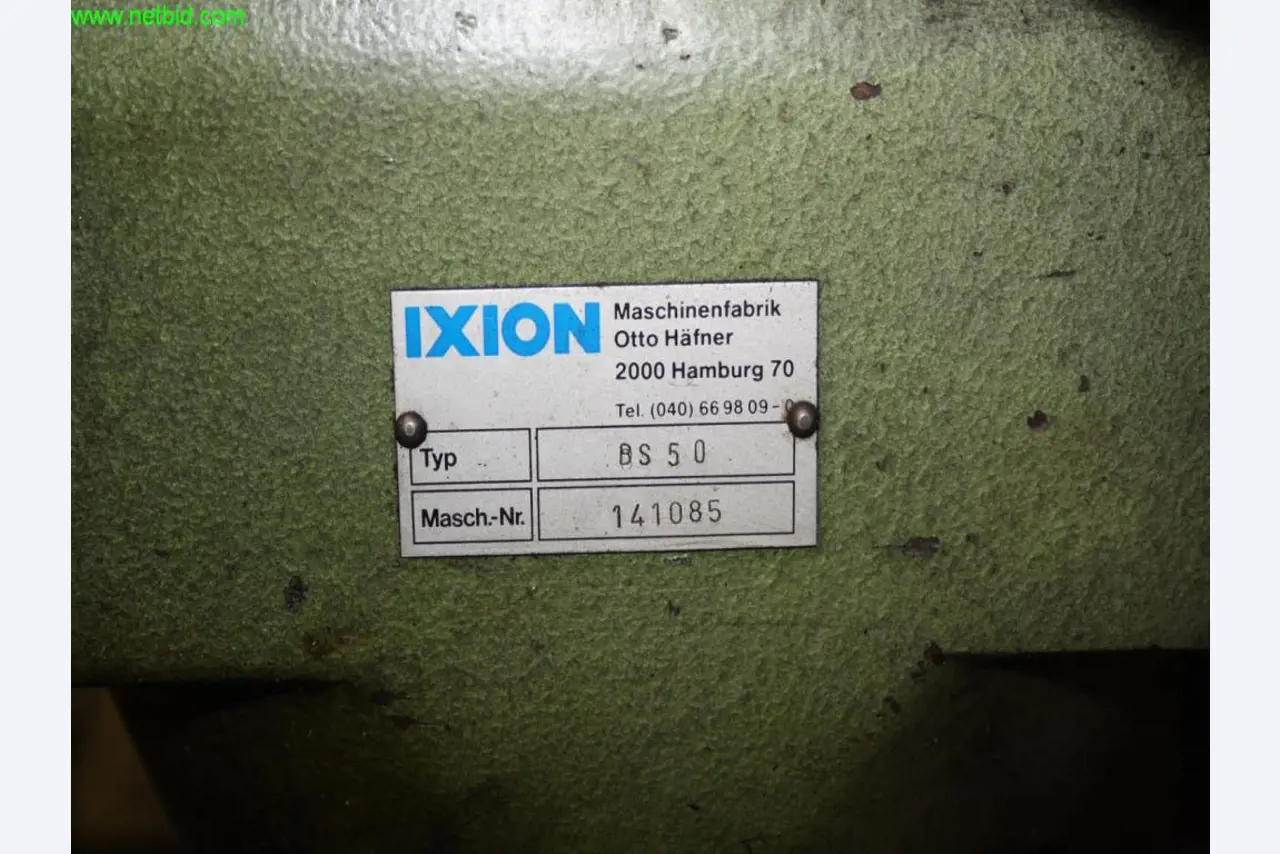 www.netbid.com
IXION
Maschinenfabrik
Otto Häfner
2000 Hamburg 70
Tel. (040) 66 98 09 -
Typ BS 50
Masch.-Nr. 141085